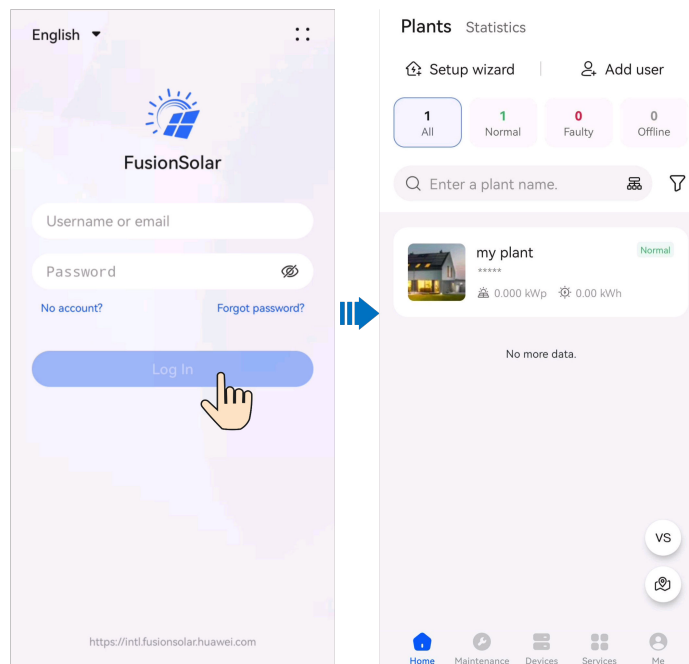 English
FusionSolar
Username or email
Password
No account? Forgot password?
Log In
https://intl.fusionsolar.huawei.com
Plants Statistics
Setup wizard Add user
1 1 0 0
All Normal Faulty Offline
Enter a plant name.
my plant Normal
*****
0.000 kWp 0.00 kWh
No more data.
VS
Home Maintenance Devices Services Me